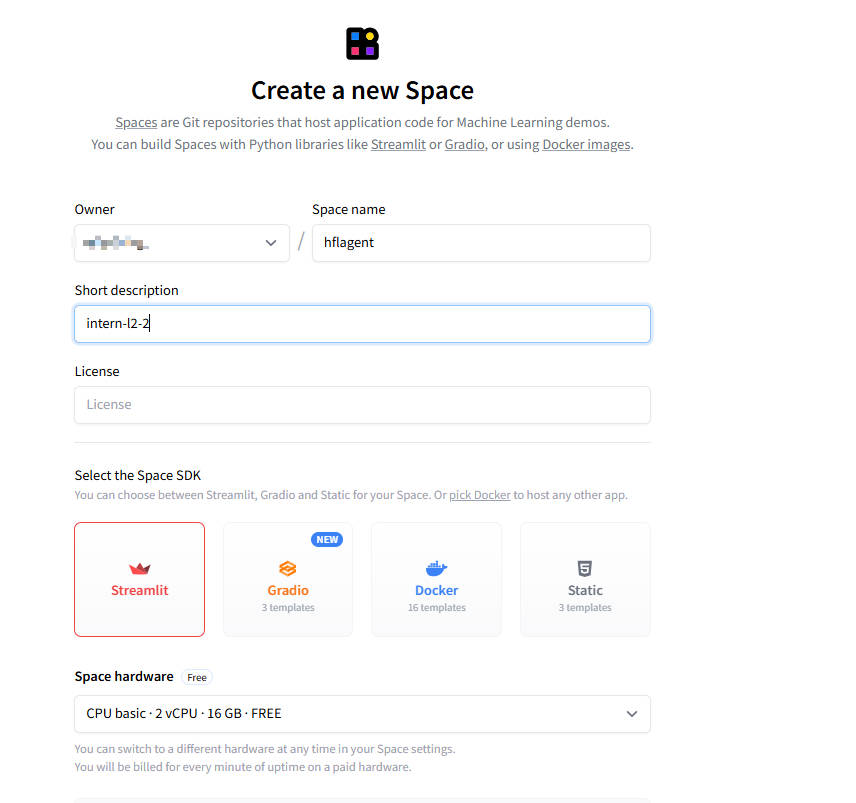 Create a new Space
Spaces are Git repositories that host application code for Machine Learning demos.
You can build Spaces with Python libraries like Streamlit or Gradio, or using Docker images.
Owner
Space name
/
hflagent
Short description
intern-l2-2
License
License
Select the Space SDK
You can choose between Streamlit, Gradio and Static for your Space. Or pick Docker to host any other app.
Streamlit
NEW
Gradio
3 templates
Docker
16 templates
Static
3 templates
Space hardware Free
CPU basic · 2 vCPU · 16 GB · FREE
You can switch to a different hardware at any time in your Space settings.
You will be billed for every minute of uptime on a paid hardware.